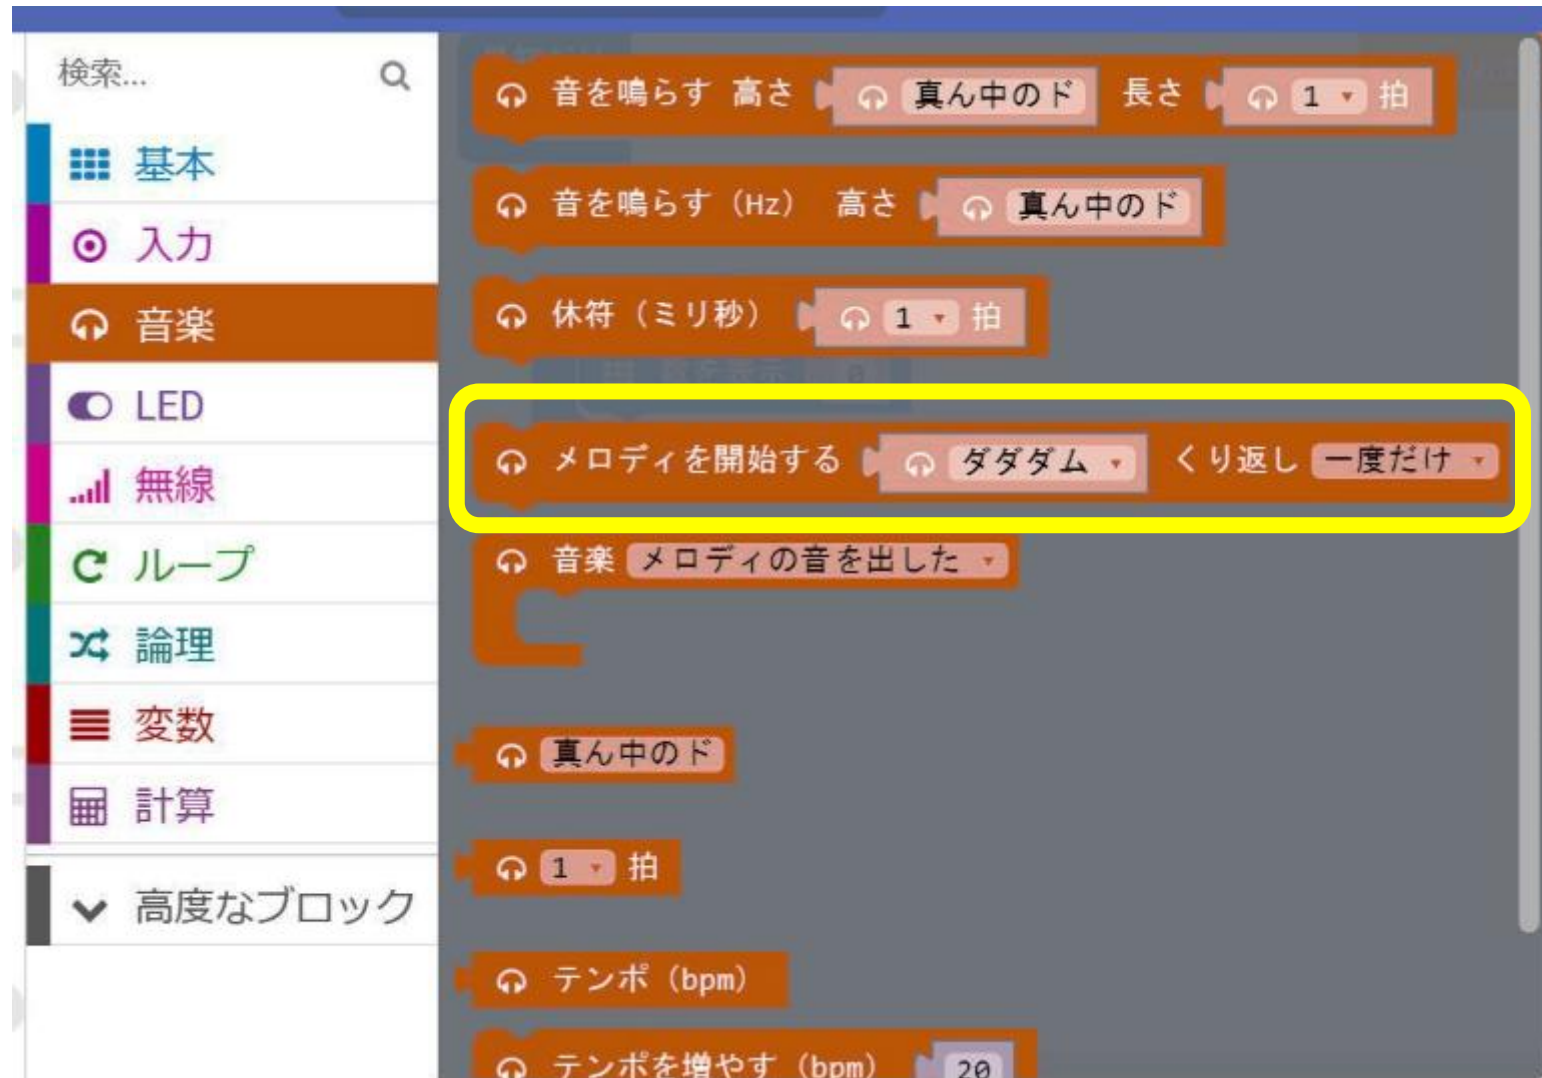 検索...
基本
入力
音楽
LED
無線
ループ
論理
変数
計算
高度なブロック
音を鳴らす 高さ 真ん中のド 長さ 1 拍
音を鳴らす（Hz） 高さ 真ん中のド
休符（ミリ秒） 1 拍
メロディを開始する ダダダム くり返し 一度だけ
音楽 メロディの音を出した
真ん中のド
1 拍
テンポ（bpm）
テンポを増やす（bpm） 20